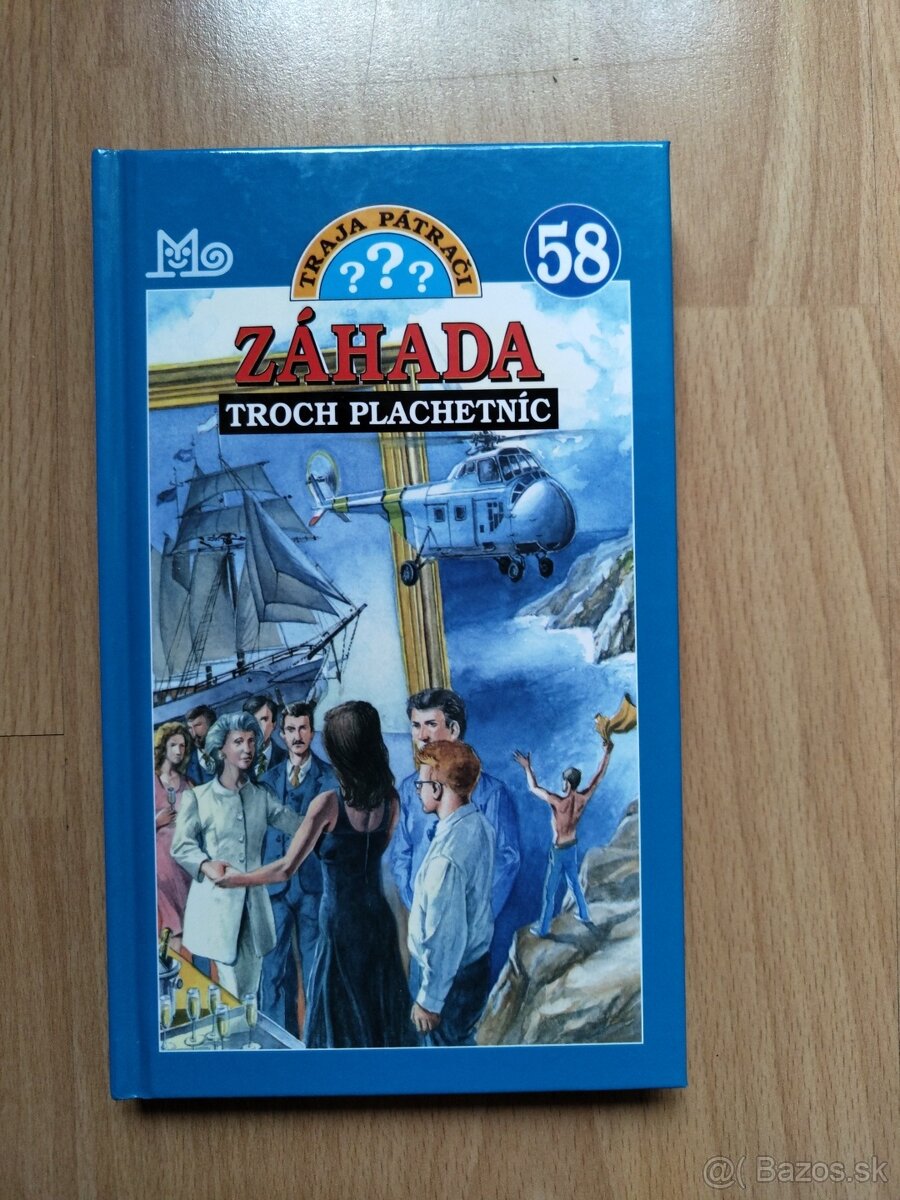 TRAJA PÁTRAČI
???
58
ZÁHADA
TROCH PLACHETNÍC
@( Bazos.sk